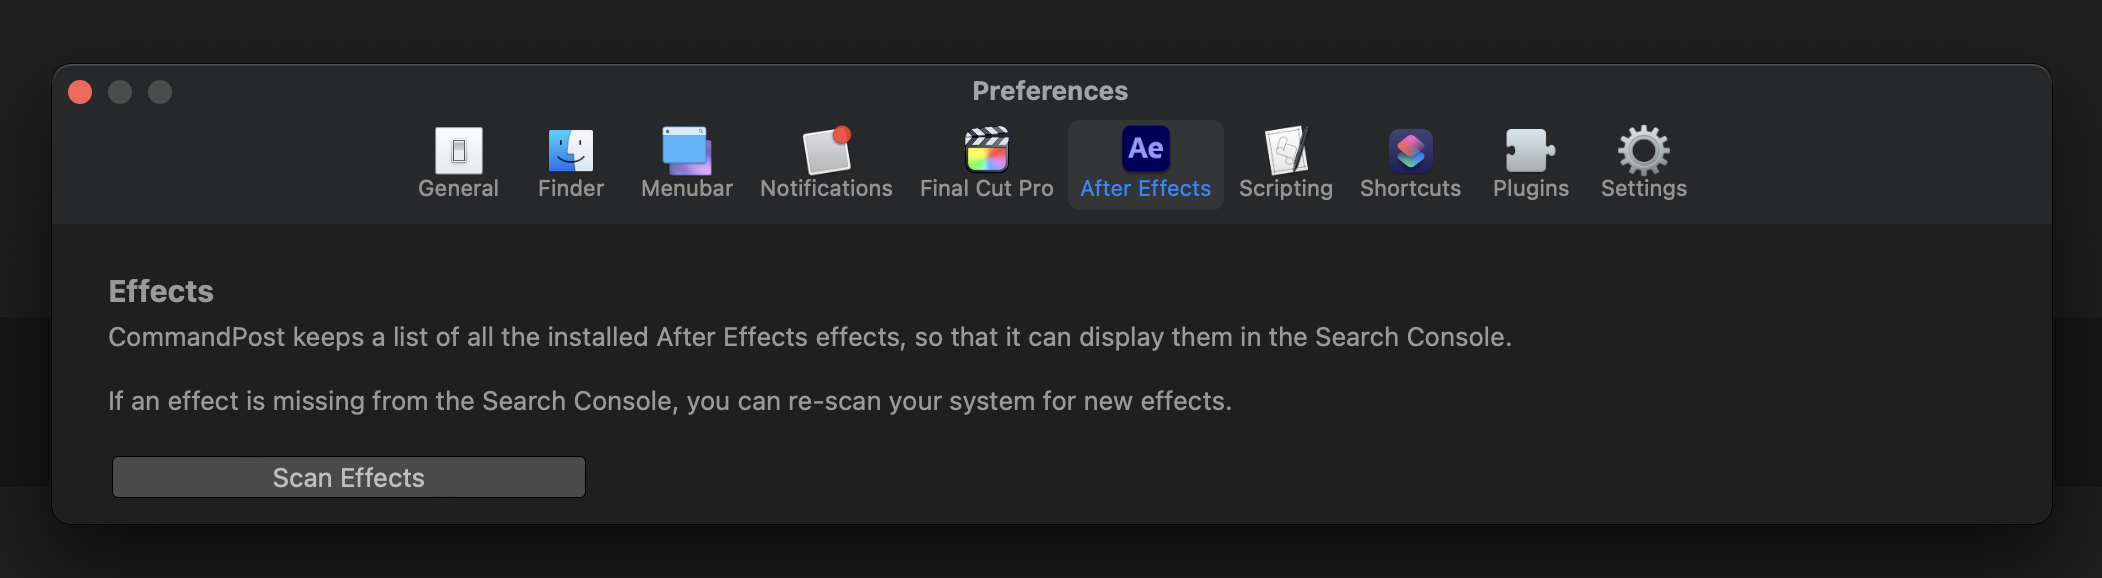 Preferences
General
Finder
Menubar
Notifications
Final Cut Pro
Ae
After Effects
Scripting
Shortcuts
Plugins
Settings
Effects
CommandPost keeps a list of all the installed After Effects effects, so that it can display them in the Search Console.
If an effect is missing from the Search Console, you can re-scan your system for new effects.
Scan Effects